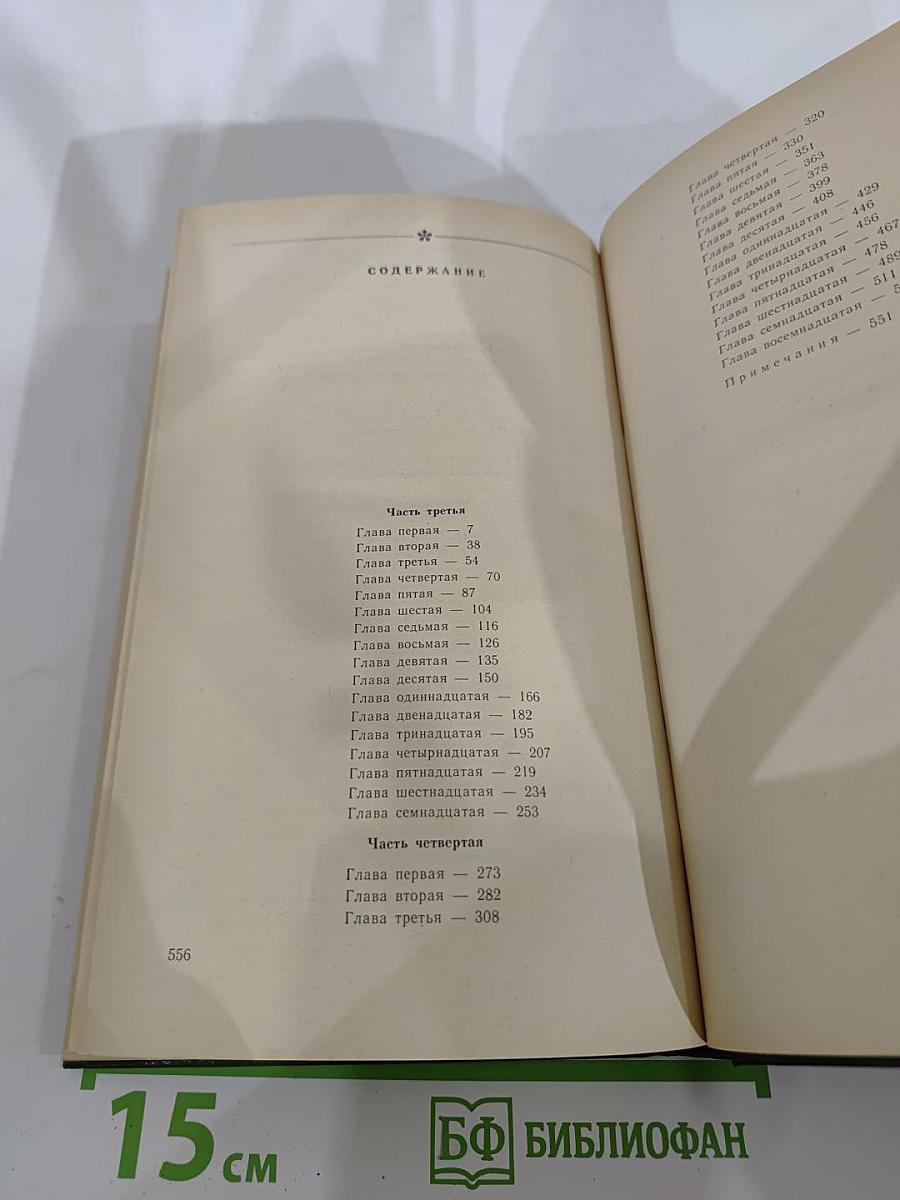 СОДЕРЖАНИЕ
Часть третья
Глава первая — 7
Глава вторая — 38
Глава третья — 54
Глава четвертая — 70
Глава пятая — 87
Глава шестая — 104
Глава седьмая — 116
Глава восьмая — 126
Глава девятая — 135
Глава десятая — 150
Глава одиннадцатая — 166
Глава двенадцатая — 182
Глава тринадцатая — 195
Глава четырнадцатая — 207
Глава пятнадцатая — 219
Глава шестнадцатая — 234
Глава семнадцатая — 253
Часть четвертая
Глава первая — 273
Глава вторая — 282
Глава третья — 308
556
Глава четвертая — 320
Глава пятая — 330
Глава шестая — 351
Глава седьмая — 363
Глава восьмая — 378
Глава девятая — 399
Глава десятая — 408
Глава одиннадцатая — 429
Глава двенадцатая — 446
Глава тринадцатая — 456
Глава четырнадцатая — 467
Глава пятнадцатая — 478
Глава шестнадцатая — 489
Глава семнадцатая — 511
Глава восемнадцатая —
Примечания — 551
15 см
БФ БИБЛИОФАН